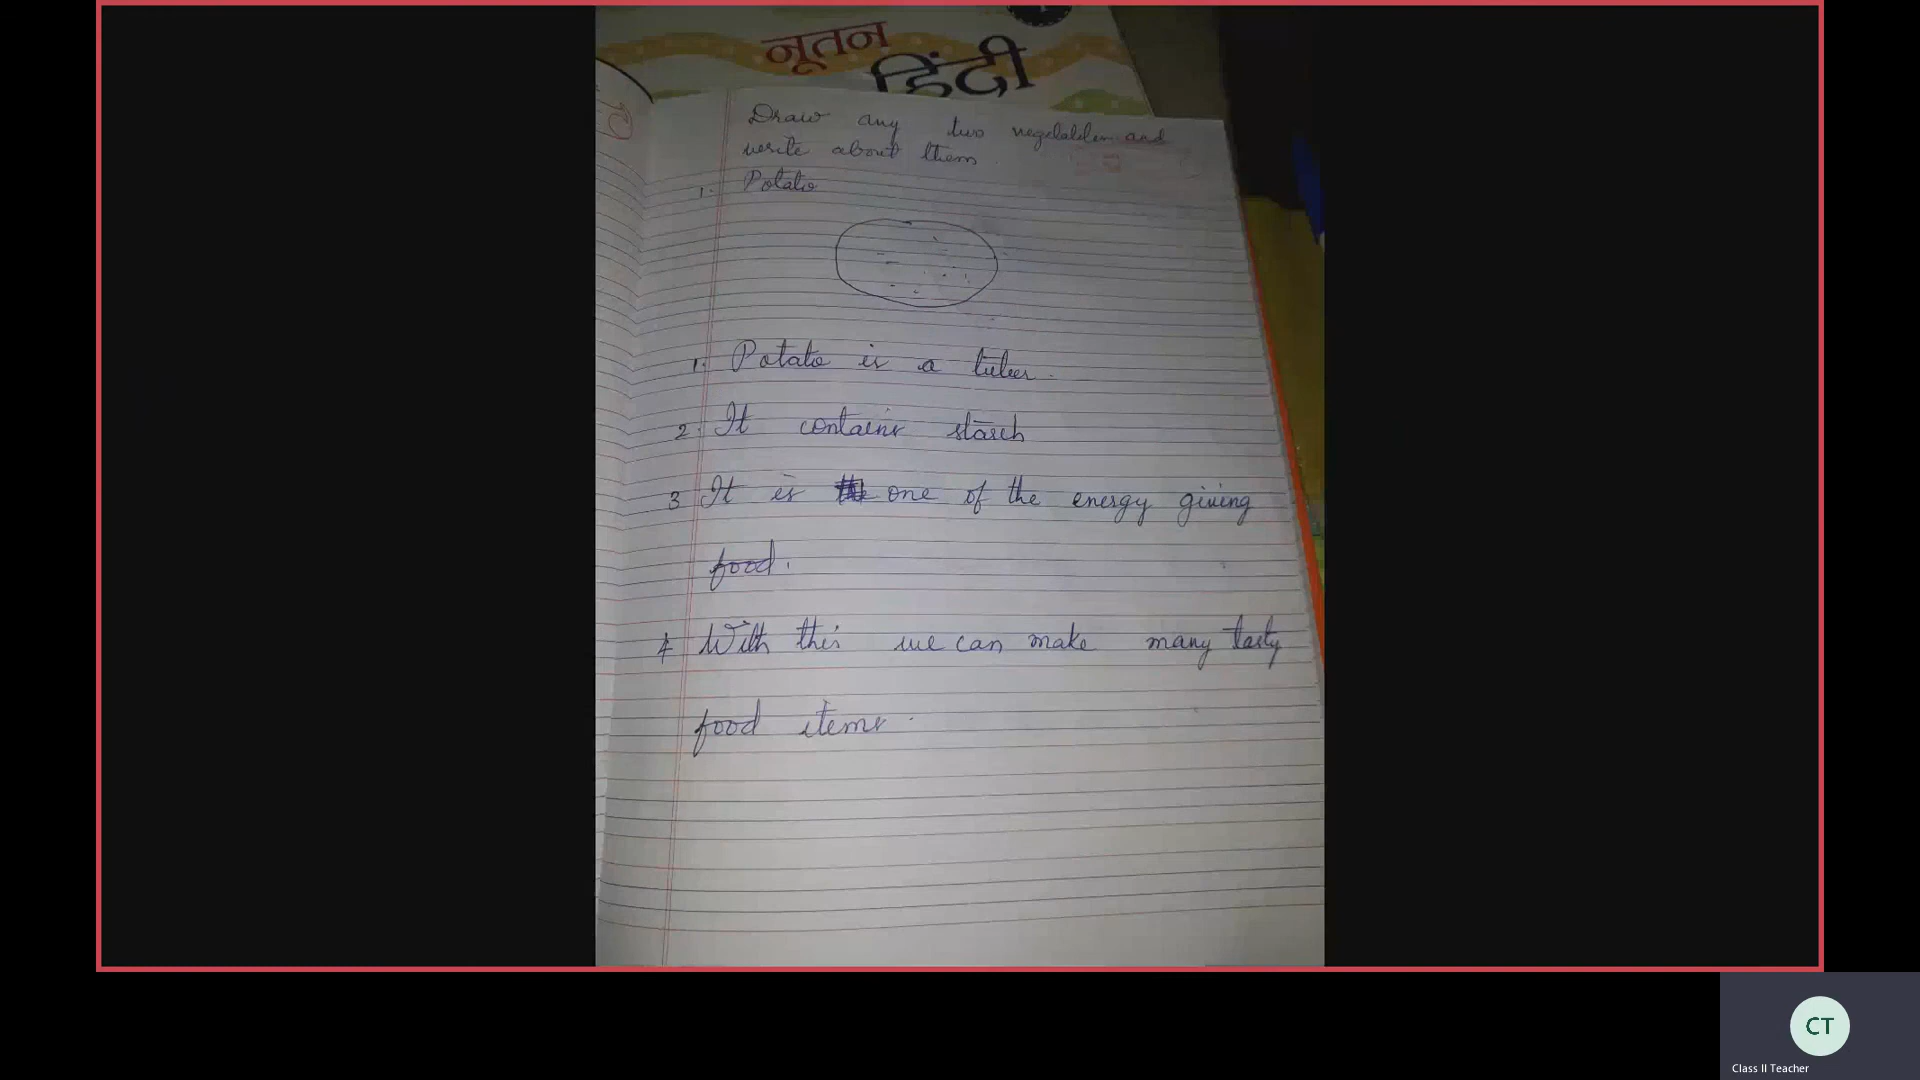 नूतन
हिंदी
Draw any two vegetables and
write about them
1. Potato
1. Potato is a tuber.
2. It contains starch
3 It is one of the energy giving
food.
4 With this we can make many tasty
food items.
CT
Class II Teacher